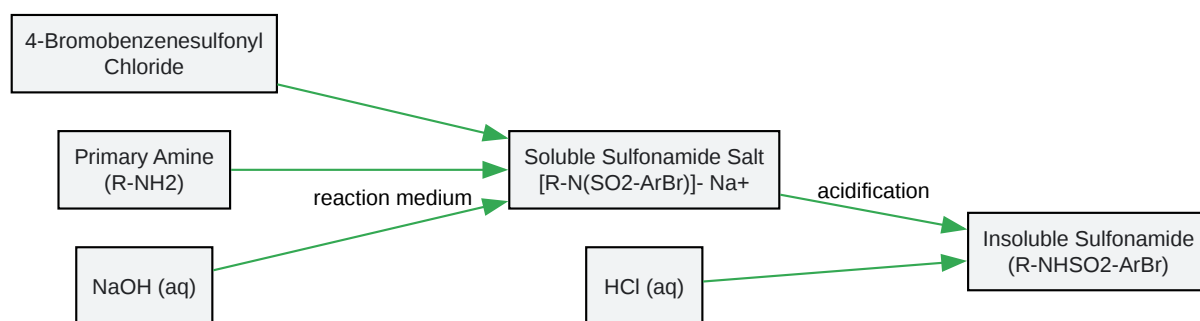 4-Bromobenzenesulfonyl
Chloride
Primary Amine
(R-NH2)
reaction medium
NaOH (aq)
Soluble Sulfonamide Salt
[R-N(SO2-ArBr)]- Na+
acidification
HCl (aq)
Insoluble Sulfonamide
(R-NHSO2-ArBr)